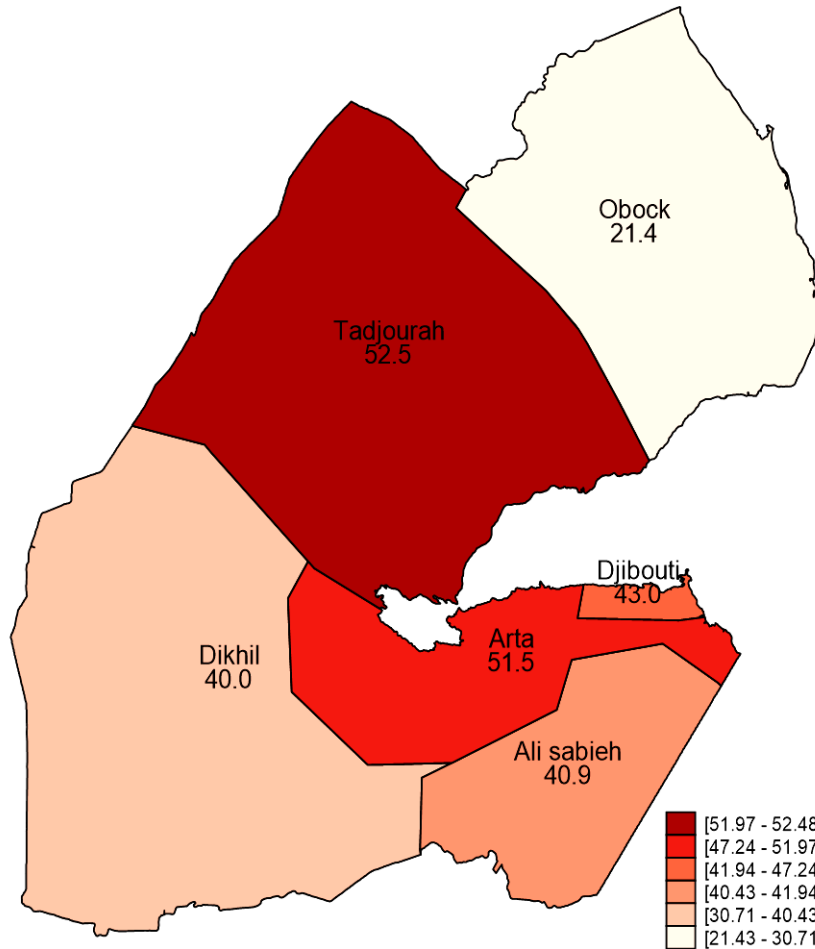 Obock
21.4
Tadjourah
52.5
Djibouti
43.0
Arta
51.5
Dikhil
40.0
Ali sabieh
40.9
[51.97 - 52.48
[47.24 - 51.97
[41.94 - 47.24
[40.43 - 41.94
[30.71 - 40.43
[21.43 - 30.71